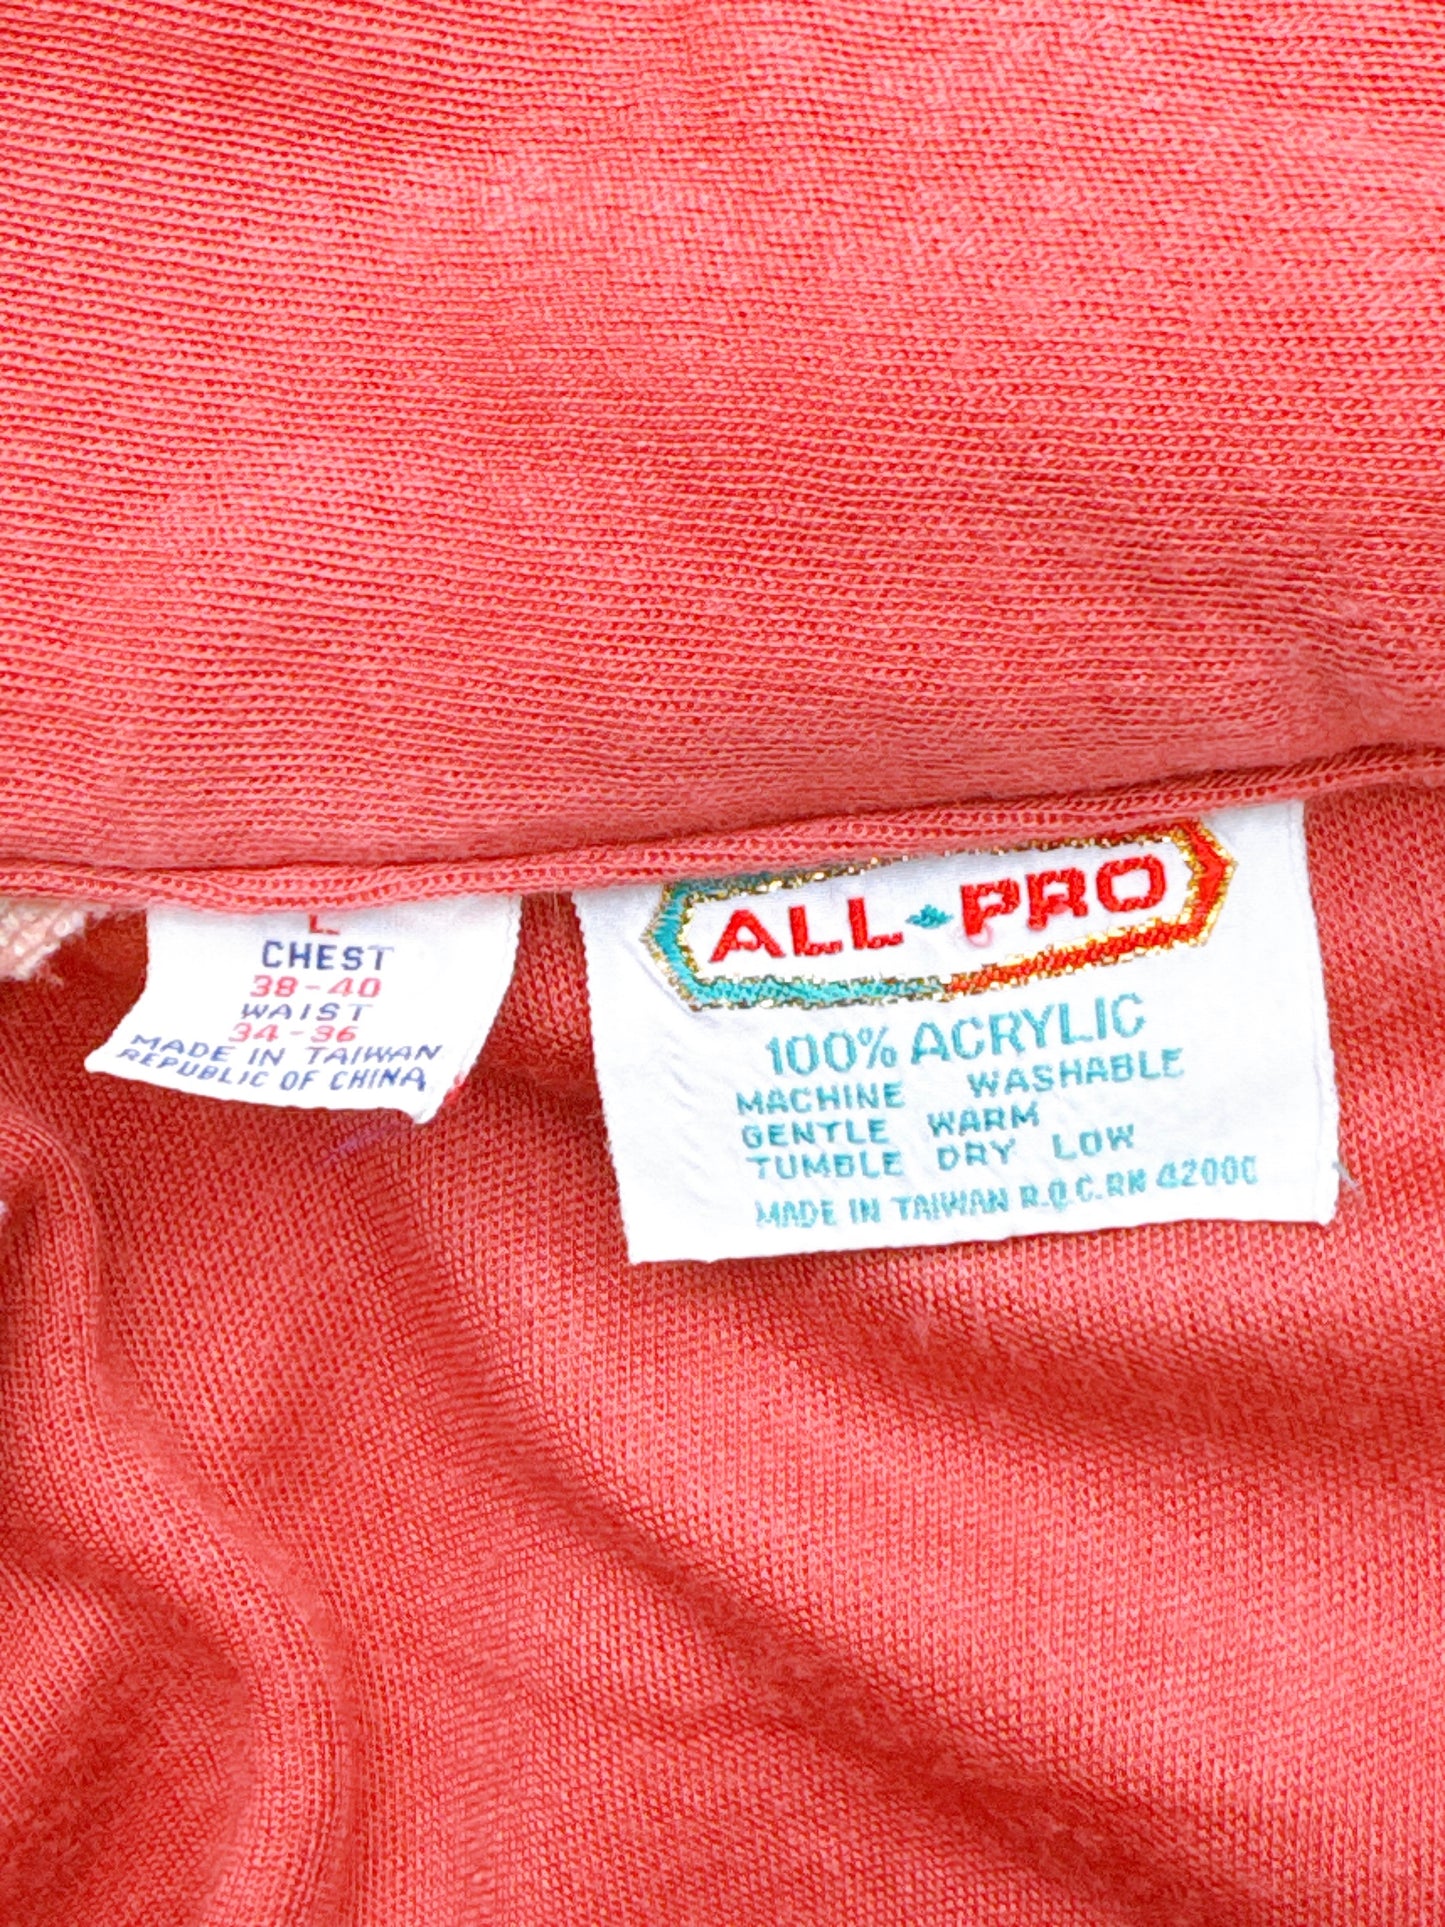 L
CHEST
38-40
WAIST
34-36
MADE IN TAIWAN
REPUBLIC OF CHINA
ALL PRO
100% ACRYLIC
MACHINE WASHABLE
GENTLE WARM
TUMBLE DRY LOW
MADE IN TAIWAN R.O.C. RN